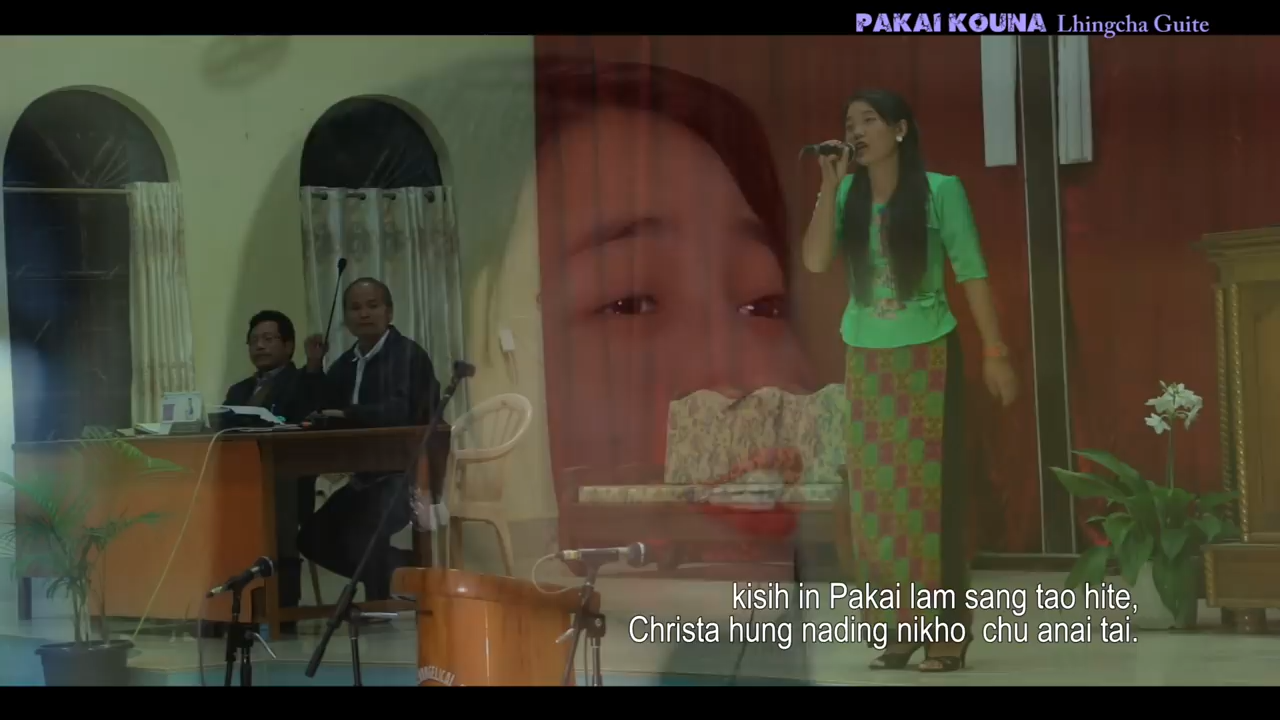 PAKAI KOUNA Lhingcha Guite
kisih in Pakai lam sang tao hite,
Christa hung nading nikho chu anai tai.